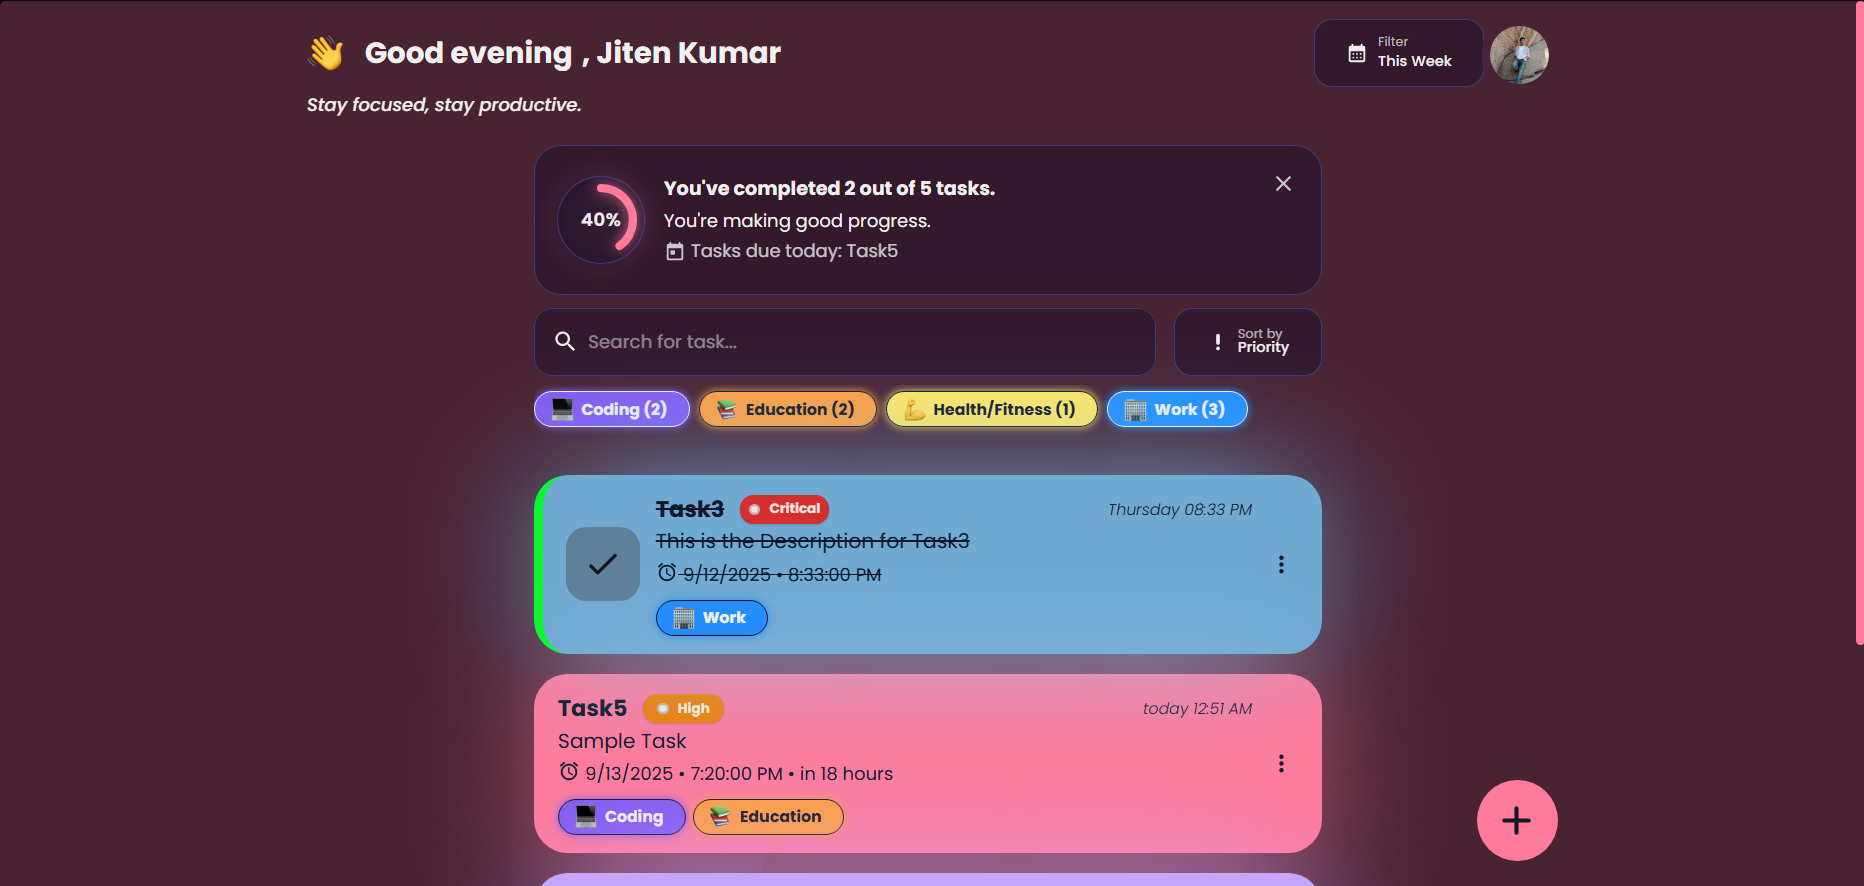 Good evening , Jiten Kumar
Filter
This Week
Stay focused, stay productive.
40%
You've completed 2 out of 5 tasks.
You're making good progress.
Tasks due today: Task5
Search for task...
Sort by
Priority
Coding (2)
Education (2)
Health/Fitness (1)
Work (3)
Task3
Critical
Thursday 08:33 PM
This is the Description for Task3
9/12/2025 • 8:33:00 PM
Work
Task5
High
today 12:51 AM
Sample Task
9/13/2025 • 7:20:00 PM • in 18 hours
Coding
Education